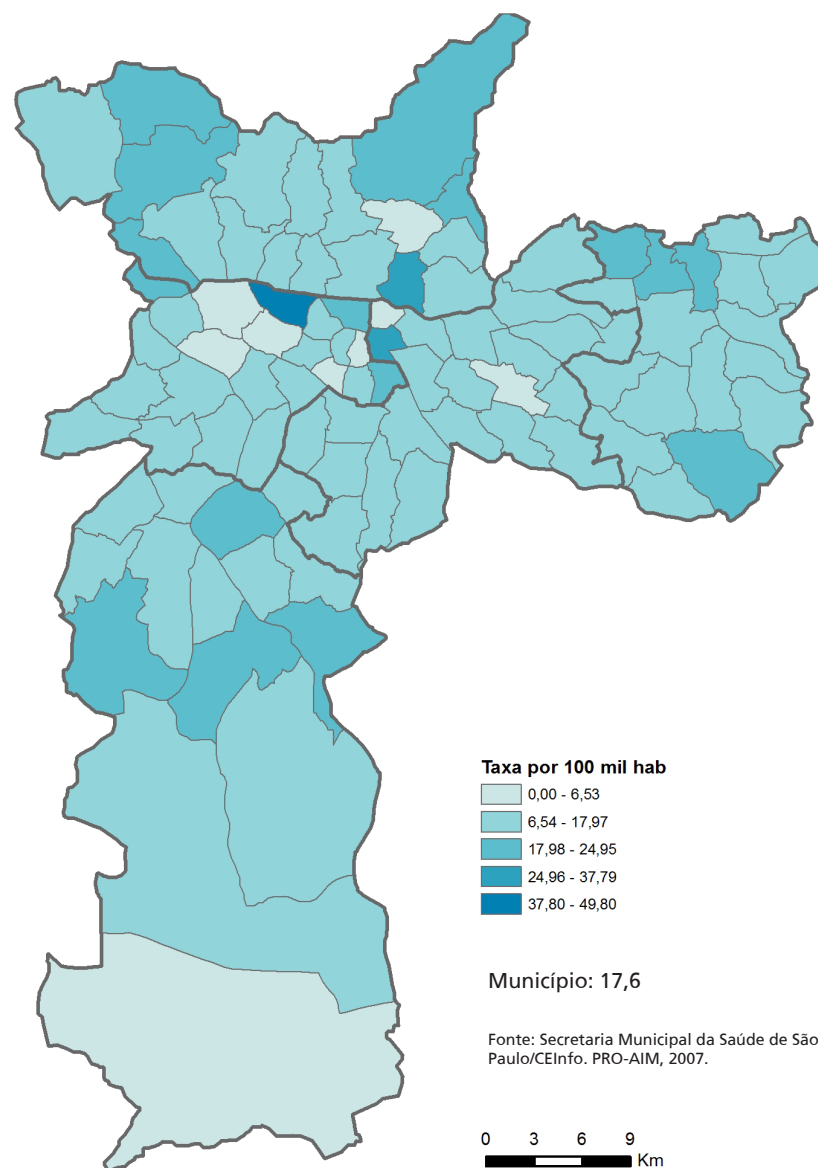 Taxa por 100 mil hab
0,00 - 6,53
6,54 - 17,97
17,98 - 24,95
24,96 - 37,79
37,80 - 49,80
Município: 17,6
Fonte: Secretaria Municipal da Saúde de São
Paulo/CEInfo. PRO-AIM, 2007.
0 3 6 9
Km